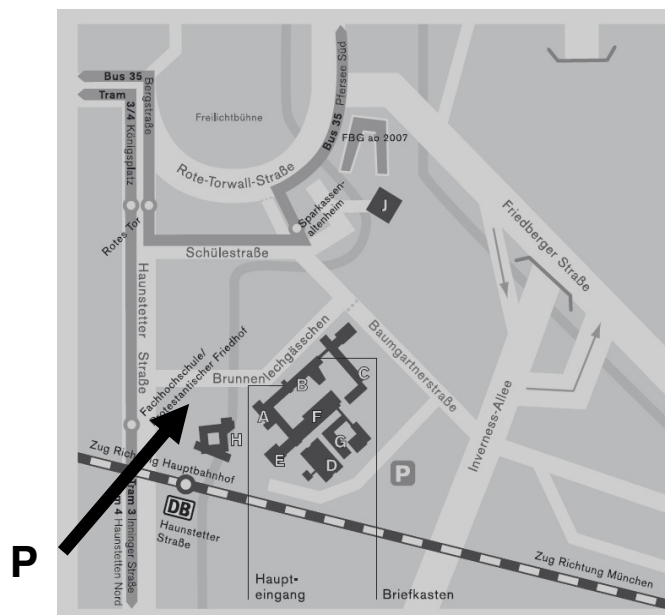 Bus 35
Tram
3/4 Königsplatz
Bergstraße
Freilichtbühne
Bus 35 Pfersee Süd
FBG ab 2007
Rote-Torwall-Straße
Sparkassen-
altenheim
J
Rotes Tor
Schülestraße
Friedberger Straße
Haunstetter Straße
Fachhochschule/
Protestantischer Friedhof
Brunnenlechgässchen
Baumgartnerstraße
Inverness-Allee
A
B
C
F
G
H
E
D
P
Zug Richtung Hauptbahnhof
DB
Haunstetter
Straße
Tram 3 Inninger Straße
Tram 4 Haunstetten Nord
P
Haupt-
eingang
Briefkasten
Zug Richtung München